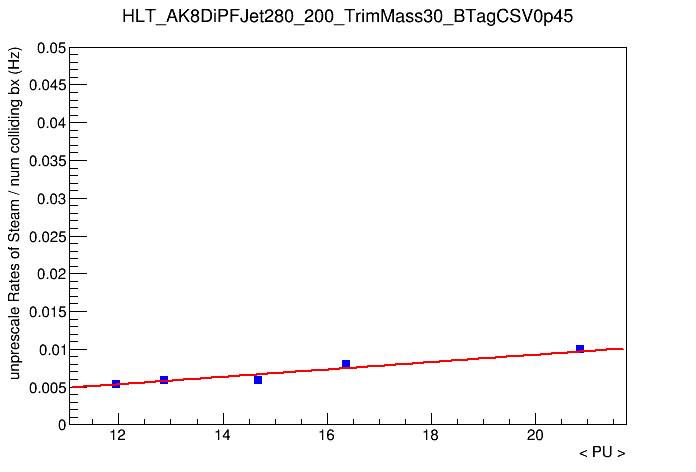 HLT_AK8DiPFJet280_200_TrimMass30_BTagCSV0p45
unprescale Rates of Steam / num colliding bx (Hz)
0.05
0.045
0.04
0.035
0.03
0.025
0.02
0.015
0.01
0.005
0
12 14 16 18 20
< PU >